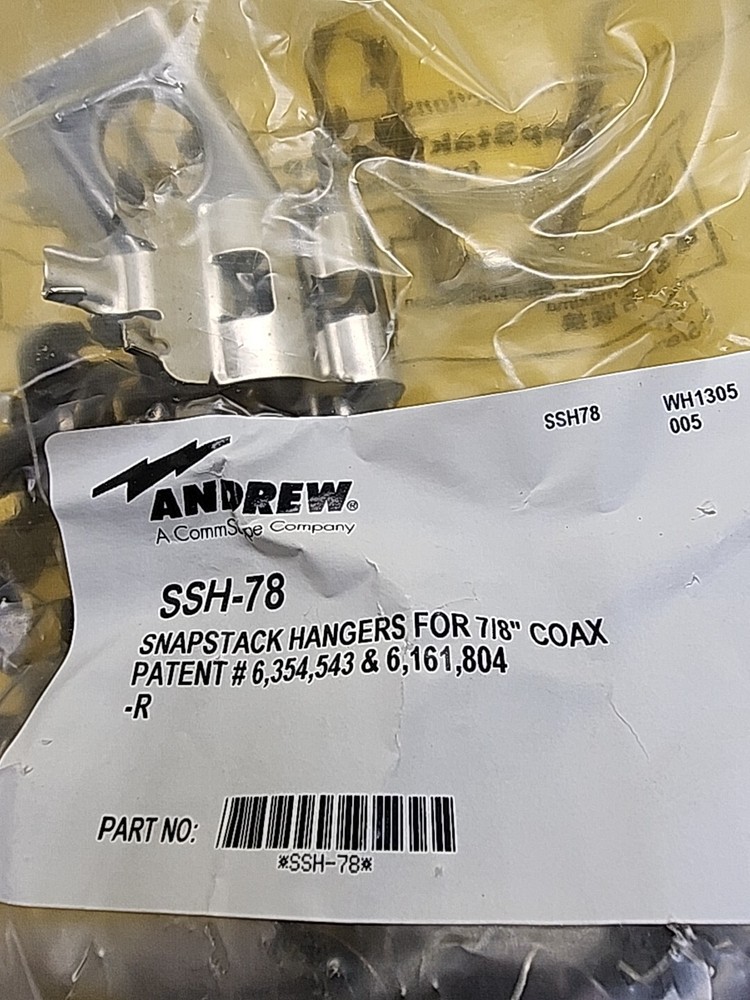 SSH78
WH1305
005
ANDREW®
A CommScope Company
SSH-78
SNAPSTACK HANGERS FOR 7/8" COAX
PATENT # 6,354,543 & 6,161,804
-R
PART NO:
*SSH-78*